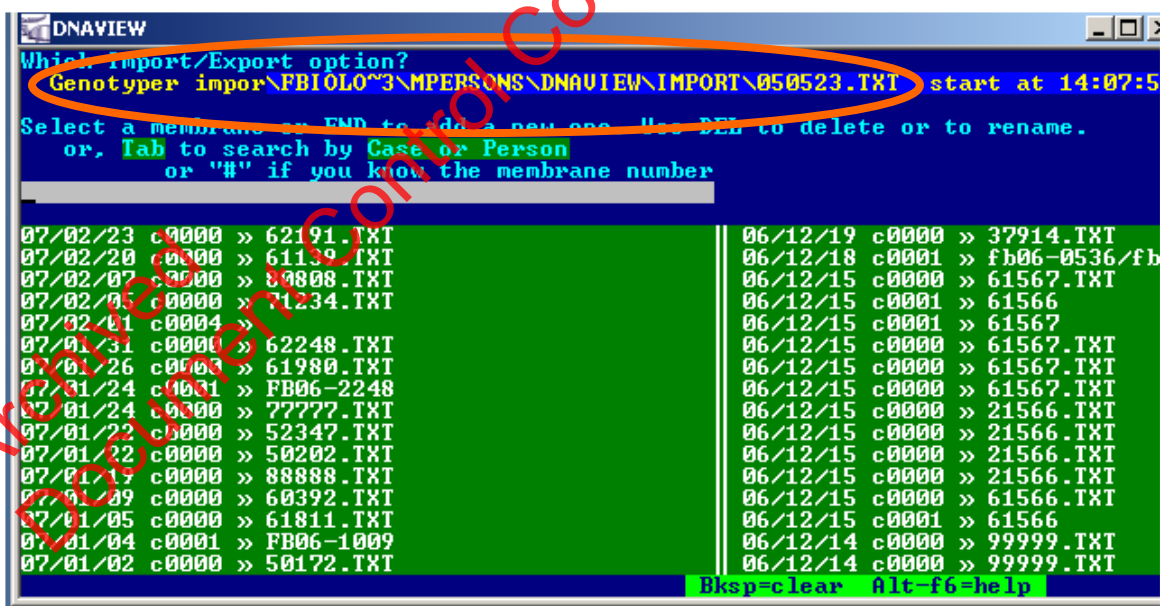 DNAVIEW
Which Import/Export option?
Genotyper impor\FBIOLO~3\MPERSONS\DNAVIEW\IMPORT\050523.TXT start at 14:07:5
Select a membrane or END to add a new one. Use DEL to delete or to rename.
or, Tab to search by Case or Person
or "#" if you know the membrane number
07/02/23 c0000 » 62191.TXT
07/02/20 c0000 » 61139.TXT
07/02/07 c0000 » 80808.TXT
07/02/05 c0000 » 71234.TXT
07/02/01 c0004 »
07/01/31 c0000 » 62248.TXT
07/01/26 c0000 » 61980.TXT
07/01/24 c0001 » FB06-2248
07/01/24 c0000 » 77777.TXT
07/01/22 c0000 » 52347.TXT
07/01/22 c0000 » 50202.TXT
07/01/19 c0000 » 88888.TXT
07/01/09 c0000 » 60392.TXT
07/01/05 c0000 » 61811.TXT
07/01/04 c0001 » FB06-1009
07/01/02 c0000 » 50172.TXT
06/12/19 c0000 » 37914.TXT
06/12/18 c0001 » fb06-0536/fb
06/12/15 c0000 » 61567.TXT
06/12/15 c0001 » 61566
06/12/15 c0001 » 61567
06/12/15 c0000 » 61567.TXT
06/12/15 c0000 » 61567.TXT
06/12/15 c0000 » 61567.TXT
06/12/15 c0000 » 21566.TXT
06/12/15 c0000 » 21566.TXT
06/12/15 c0000 » 21566.TXT
06/12/15 c0000 » 21566.TXT
06/12/15 c0000 » 61566.TXT
06/12/15 c0001 » 61566
06/12/14 c0000 » 99999.TXT
06/12/14 c0000 » 99999.TXT
Bksp=clear Alt-f6=help
Archived
Document Control Co